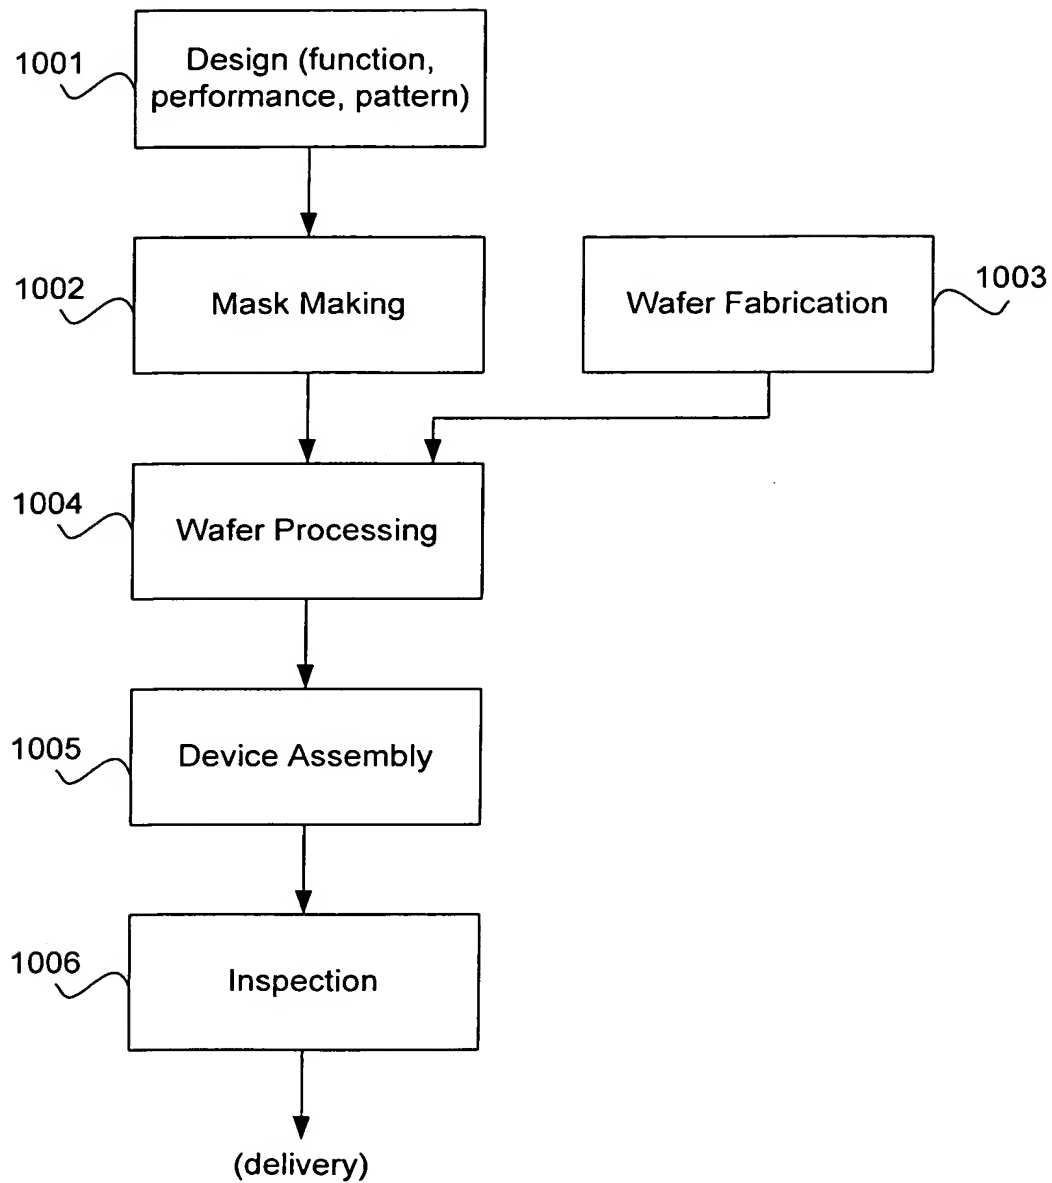 1001
Design (function,
performance, pattern)
1002
Mask Making
Wafer Fabrication
1003
1004
Wafer Processing
1005
Device Assembly
1006
Inspection
(delivery)